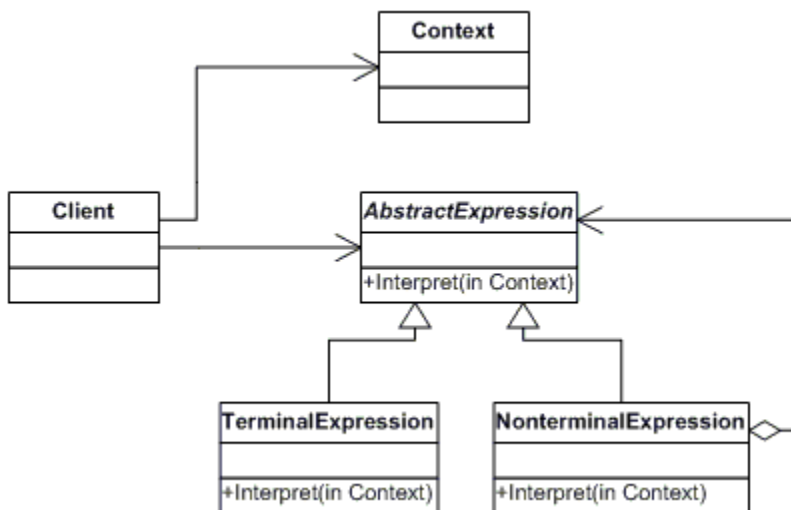 Context
Client
AbstractExpression
+Interpret(in Context)
TerminalExpression
+Interpret(in Context)
NonterminalExpression
+Interpret(in Context)